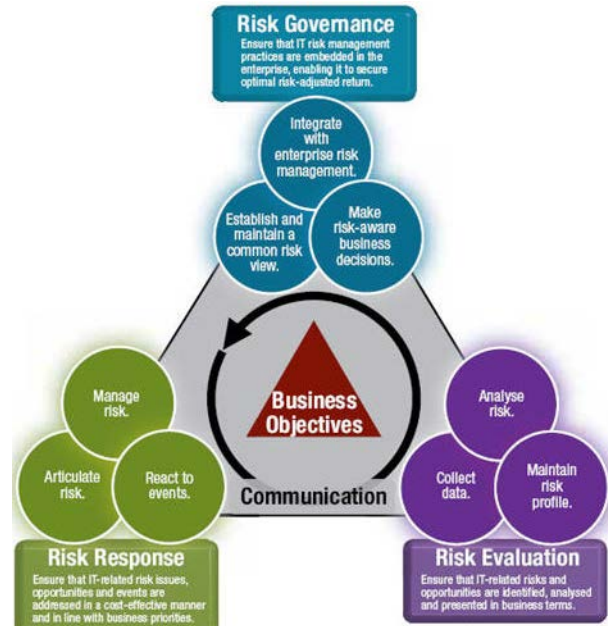 Risk Governance
Ensure that IT risk management
practices are embedded in the
enterprise, enabling it to secure
optimal risk-adjusted return.
Integrate
with
enterprise risk
management.
Establish and
maintain a
common risk
view.
Make
risk-aware
business
decisions.
Business
Objectives
Communication
Manage
risk.
Articulate
risk.
React to
events.
Analyse
risk.
Collect
data.
Maintain
risk
profile.
Risk Response
Ensure that IT-related risk issues,
opportunities and events are
addressed in a cost-effective manner
and in line with business priorities.
Risk Evaluation
Ensure that IT-related risks and
opportunities are identified, analysed
and presented in business terms.